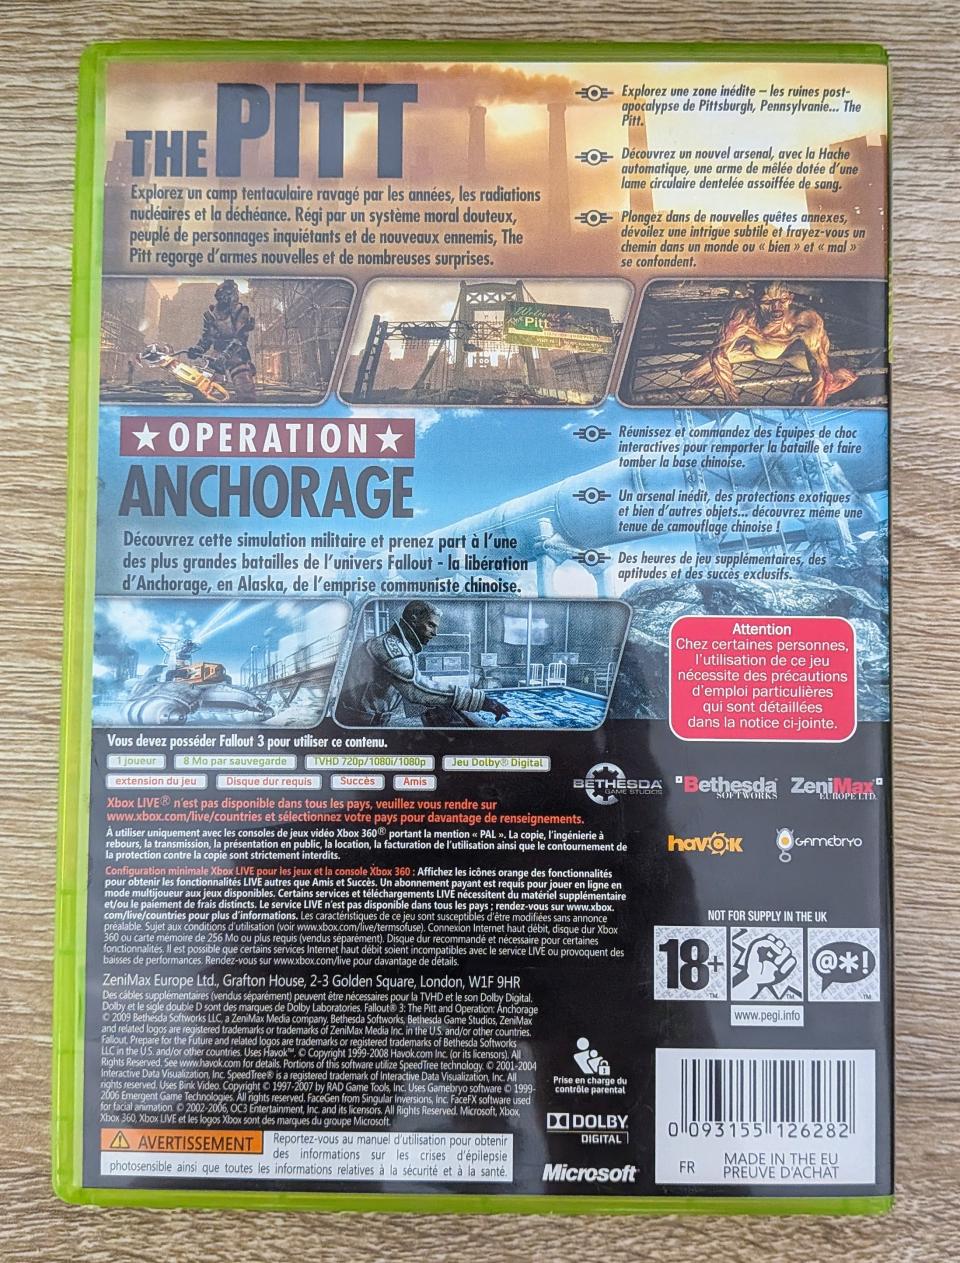 THE PITT
Explorez un camp tentaculaire ravagé par les années, les radiations
nucléaires et la déchéance. Régi par un système moral douteux,
peuplé de personnages inquiétants et de nouveaux ennemis, The
Pitt regorge d'armes nouvelles et de nombreuses surprises.
Explorez une zone inédite – les ruines post-
apocalypse de Pittsburgh, Pennsylvanie... The
Pitt.
Découvrez un nouvel arsenal, avec la Hache
automatique, une arme de mêlée dotée d'une
lame circulaire dentelée assoiffée de sang.
Plongez dans de nouvelles quêtes annexes,
dévoilez une intrigue subtile et frayez-vous un
chemin dans un monde ou « bien » et « mal »
se confondent.
Welcome to
Pitt
★ OPERATION ★
ANCHORAGE
Découvrez cette simulation militaire et prenez part à l'une
des plus grandes batailles de l'univers Fallout - la libération
d'Anchorage, en Alaska, de l'emprise communiste chinoise.
Réunissez et commandez des Équipes de choc
interactives pour remporter la bataille et faire
tomber la base chinoise.
Un arsenal inédit, des protections exotiques
et bien d'autres objets... découvrez même une
tenue de camouflage chinoise !
Des heures de jeu supplémentaires, des
aptitudes et des succès exclusifs.
Attention
Chez certaines personnes,
l'utilisation de ce jeu
nécessite des précautions
d'emploi particulières
qui sont détaillées
dans la notice ci-jointe.
Vous devez posséder Fallout 3 pour utiliser ce contenu.
1 joueur 8 Mo par sauvegarde TVHD 720p/1080i/1080p Jeu Dolby® Digital
extension du jeu Disque dur requis Succès Amis
BETHESDA
GAME STUDIOS
Bethesda
SOFTWORKS
ZeniMax
EUROPE LTD.
Xbox LIVE® n'est pas disponible dans tous les pays, veuillez vous rendre sur
www.xbox.com/live/countries et sélectionnez votre pays pour davantage de renseignements.
À utiliser uniquement avec les consoles de jeux vidéo Xbox 360® portant la mention « PAL ». La copie, l'ingénierie à
rebours, la transmission, la présentation en public, la location, la facturation de l'utilisation ainsi que le contournement de
la protection contre la copie sont strictement interdits.
havOK
GAMEBRYO
Configuration minimale Xbox LIVE pour les jeux et la console Xbox 360 : Affichez les icônes orange des fonctionnalités
pour obtenir les fonctionnalités LIVE autres que Amis et Succès. Un abonnement payant est requis pour jouer en ligne en
mode multijoueur aux jeux disponibles. Certains services et téléchargements LIVE nécessitent du matériel supplémentaire
et/ou le paiement de frais distincts. Le service LIVE n'est pas disponible dans tous les pays ; rendez-vous sur www.xbox.
com/live/countries pour plus d'informations. Les caractéristiques de ce jeu sont susceptibles d'être modifiées sans annonce
préalable. Sujet aux conditions d'utilisation (voir www.xbox.com/live/termsofuse). Connexion Internet haut débit, disque dur Xbox
360 ou carte mémoire de 256 Mo ou plus requis (vendus séparément). Disque dur recommandé et nécessaire pour certaines
fonctionnalités. Il est possible que certains services Internet haut débit soient incompatibles avec le service LIVE ou provoquent des
baisses de performances. Rendez-vous sur www.xbox.com/live pour davantage de détails.
NOT FOR SUPPLY IN THE UK
18+
@*!
www.pegi.info
ZeniMax Europe Ltd., Grafton House, 2-3 Golden Square, London, W1F 9HR
Des câbles supplémentaires (vendus séparément) peuvent être nécessaires pour la TVHD et le son Dolby Digital.
Dolby et le sigle double D sont des marques de Dolby Laboratories. Fallout® 3: The Pitt and Operation: Anchorage
© 2009 Bethesda Softworks LLC, a ZeniMax Media company. Bethesda Softworks, Bethesda Game Studios, ZeniMax
and related logos are registered trademarks or trademarks of ZeniMax Media Inc. in the U.S. and/or other countries.
Fallout, Prepare for the Future and related logos are trademarks or registered trademarks of Bethesda Softworks
LLC in the U.S. and/or other countries. Uses Havok™. © Copyright 1999-2008 Havok.com Inc. (or its licensors). All
Rights Reserved. See www.havok.com for details. Portions of this software utilize SpeedTree technology. © 2001-2004
Interactive Data Visualization, Inc. SpeedTree® is a registered trademark of Interactive Data Visualization, Inc. All
rights reserved. Uses Bink Video. Copyright © 1997-2007 by RAD Game Tools, Inc. Uses Gamebryo software © 1999-
2006 Emergent Game Technologies. All rights reserved. FaceGen from Singular Inversions, Inc. FaceFX software used
for facial animation. © 2002-2006, OC3 Entertainment, Inc. and its licensors. All Rights Reserved. Microsoft, Xbox,
Xbox 360, Xbox LIVE et les logos Xbox sont des marques du groupe Microsoft.
Prise en charge du
contrôle parental
DOLBY
DIGITAL
Microsoft
AVERTISSEMENT Reportez-vous au manuel d'utilisation pour obtenir
des informations sur les crises d'épilepsie
photosensible ainsi que toutes les informations relatives à la sécurité et à la santé.
0 093155 126282
FR
MADE IN THE EU
PREUVE D'ACHAT